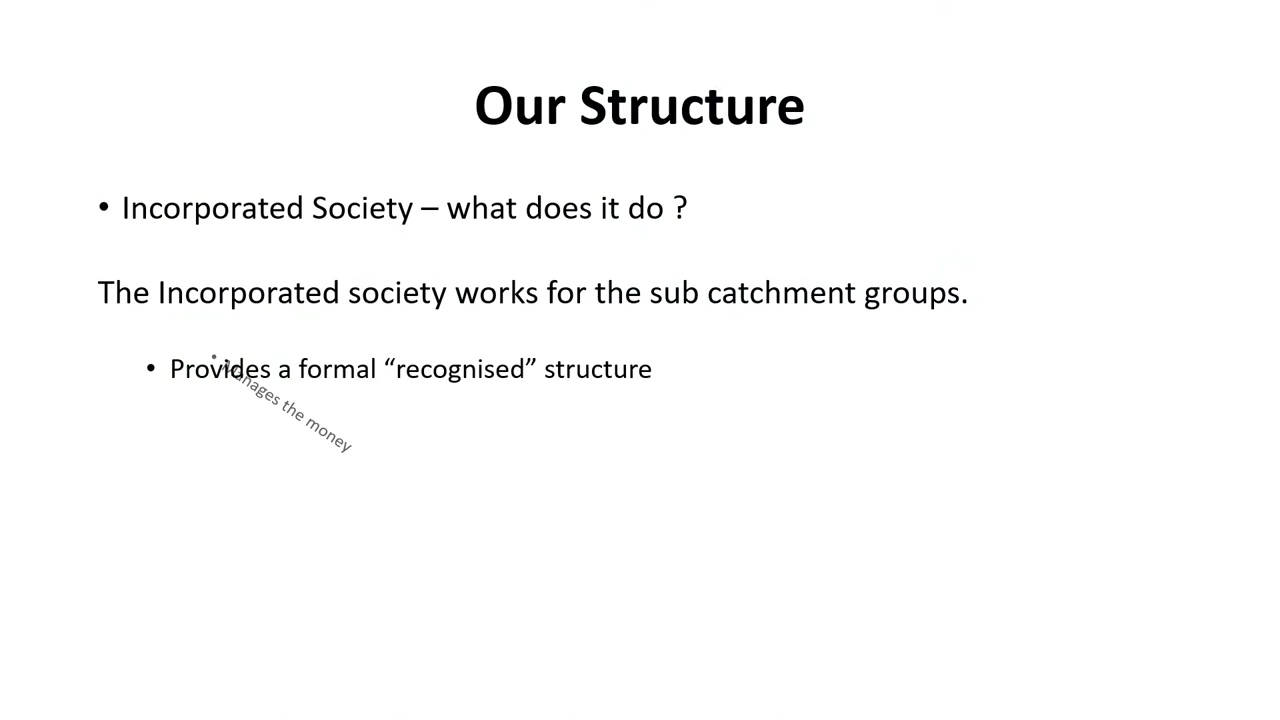 Our Structure
• Incorporated Society – what does it do ?
The Incorporated society works for the sub catchment groups.
• Provides a formal “recognised” structure
• Manages the money